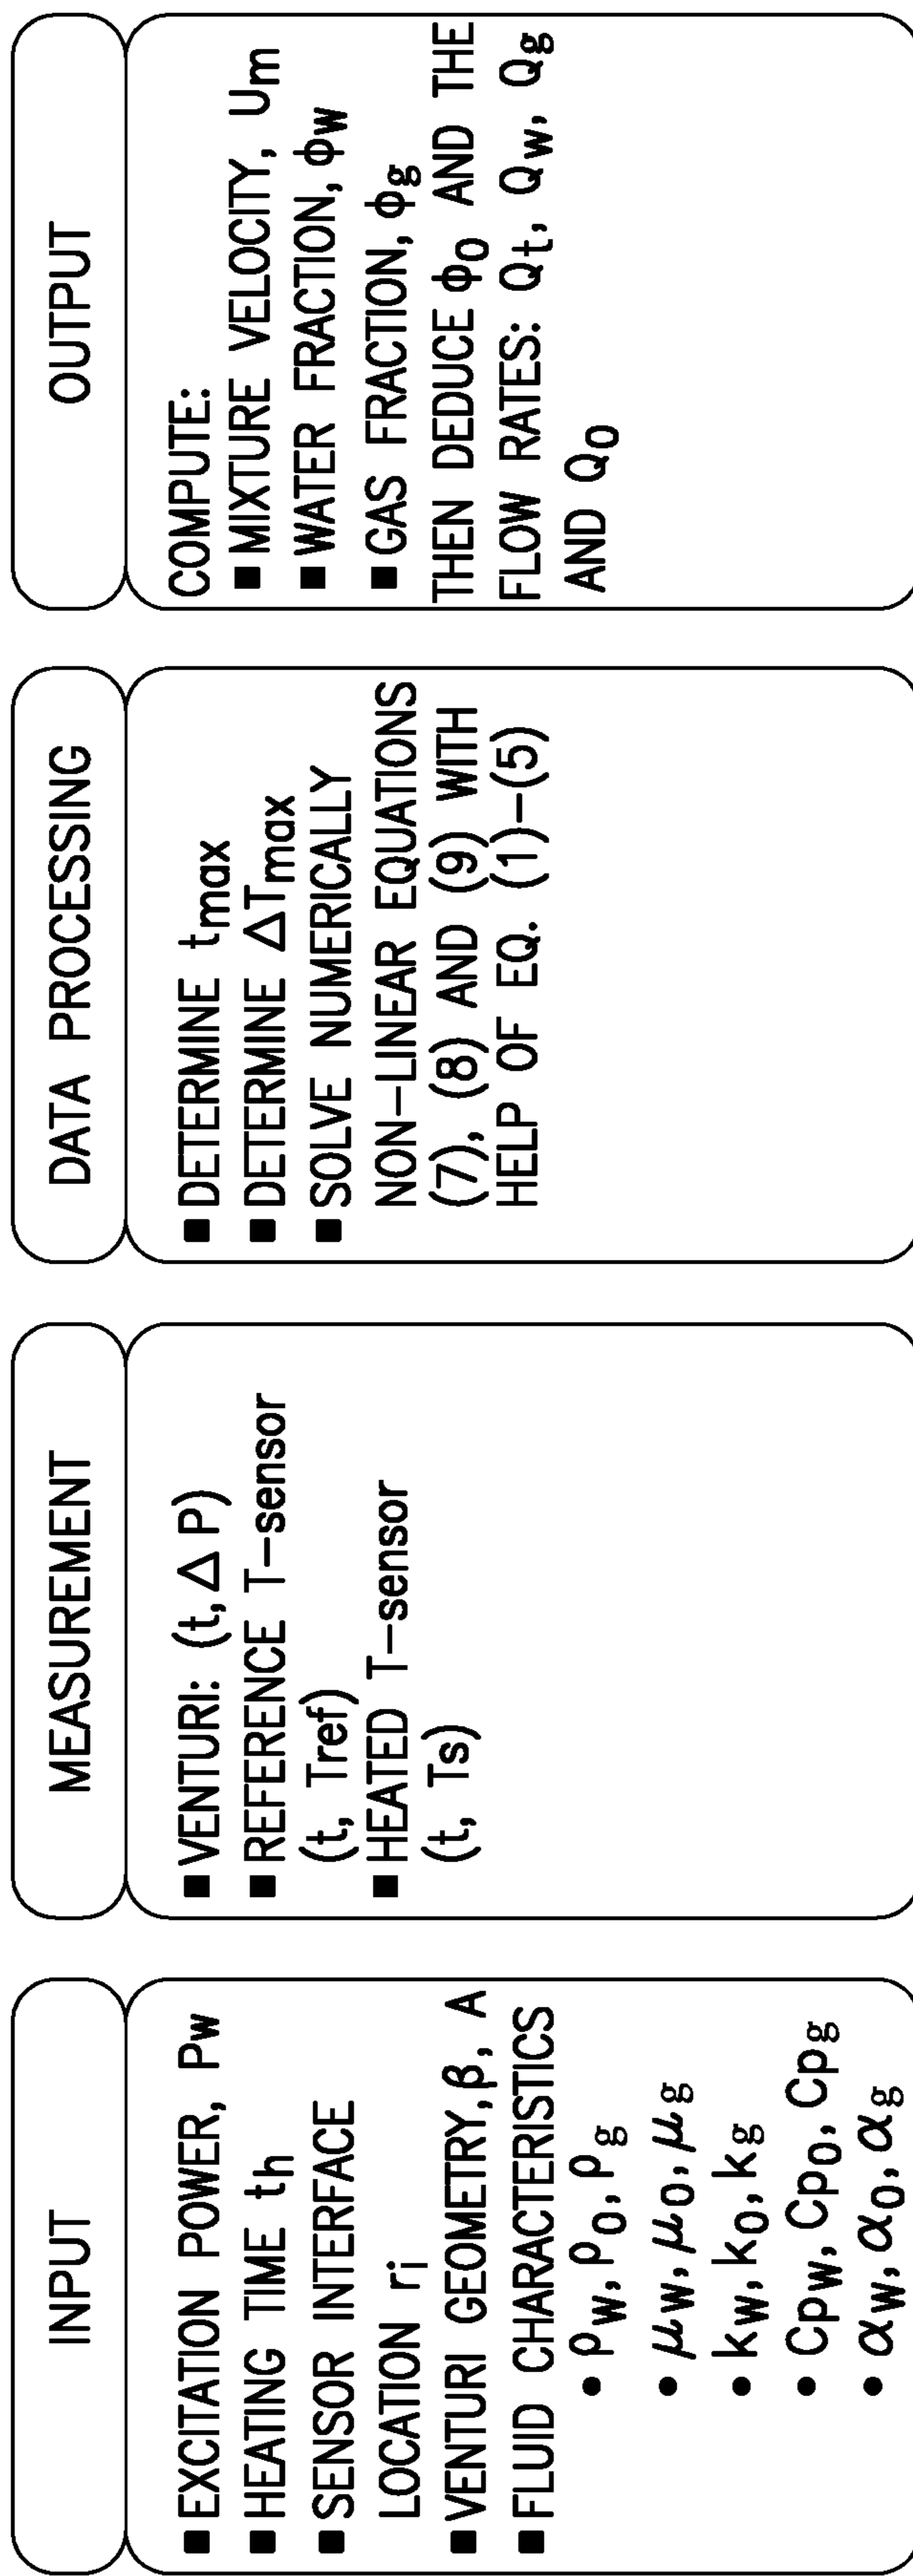 INPUT
■ EXCITATION POWER, Pw
■ HEATING TIME th
■ SENSOR INTERFACE
LOCATION ri
■ VENTURI GEOMETRY, β, A
■ FLUID CHARACTERISTICS
• ρw, ρo, ρg
• μw, μo, μg
• kw, ko, kg
• Cpw, Cpo, Cpg
• αw, αo, αg
MEASUREMENT
■ VENTURI: (t, Δ P)
■ REFERENCE T-sensor
(t, Tref)
■ HEATED T-sensor
(t, Ts)
DATA PROCESSING
■ DETERMINE tmax
■ DETERMINE ΔTmax
■ SOLVE NUMERICALLY
NON-LINEAR EQUATIONS
(7), (8) AND (9) WITH
HELP OF EQ. (1)-(5)
OUTPUT
COMPUTE:
■ MIXTURE VELOCITY, Um
■ WATER FRACTION, ϕw
■ GAS FRACTION, ϕg
THEN DEDUCE ϕo AND THE
FLOW RATES: Qt, Qw, Qg
AND Qo